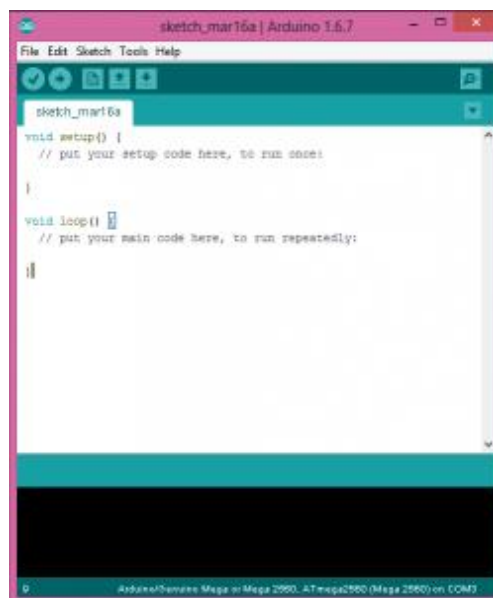 sketch_mar16a | Arduino 1.6.7
File Edit Sketch Tools Help
sketch_mar16a
void setup() {
// put your setup code here, to run once:
}
void loop() {
// put your main code here, to run repeatedly:
}
9
Arduino/Genuino Mega or Mega 2560, ATmega2560 (Mega 2560) on COM3